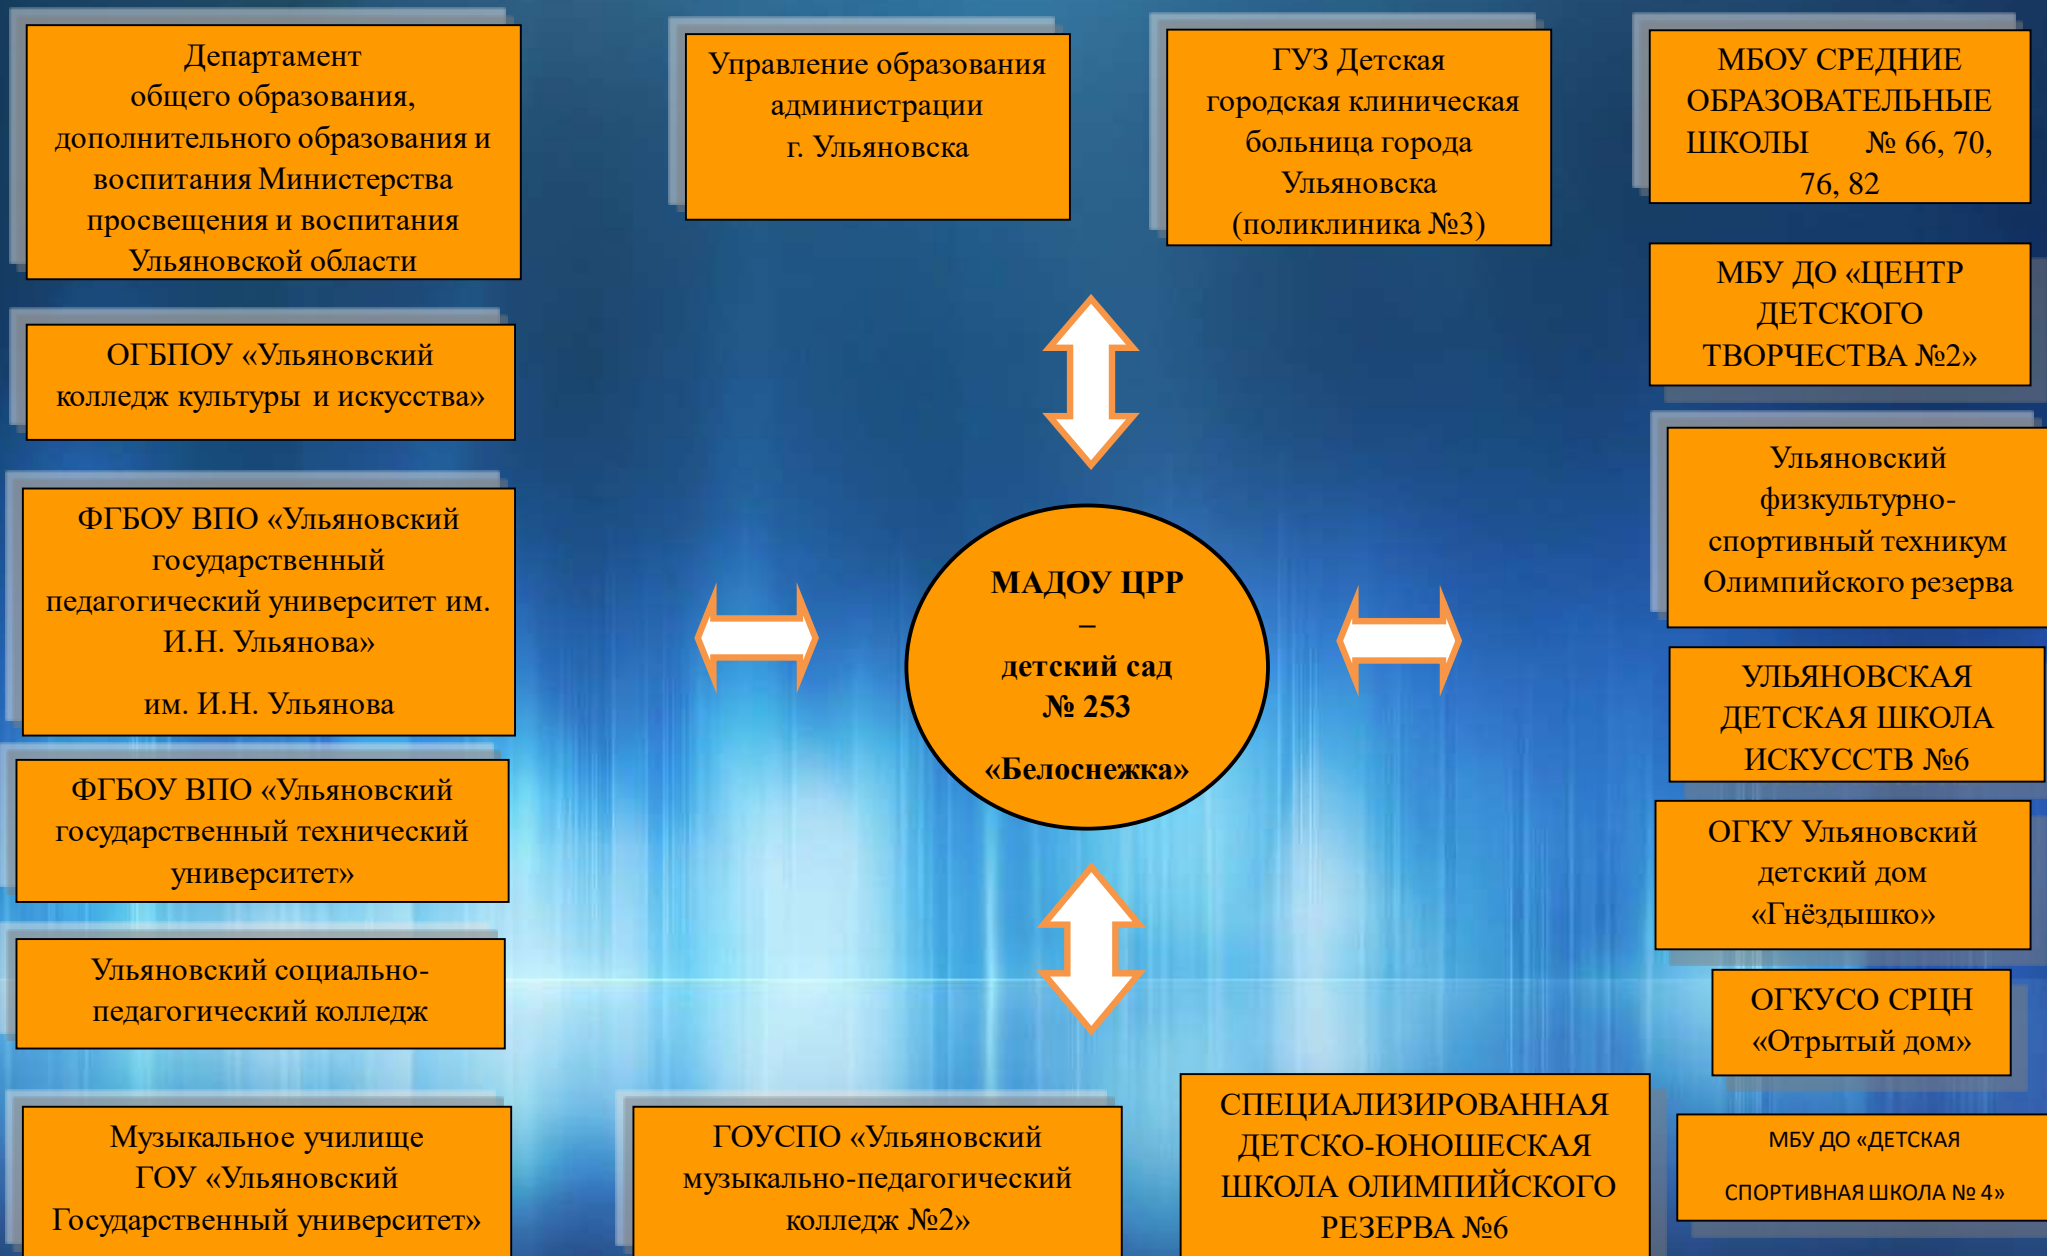 Департамент
общего образования,
дополнительного образования и
воспитания Министерства
просвещения и воспитания
Ульяновской области
Управление образования
администрации
г. Ульяновска
ГУЗ Детская
городская клиническая
больница города
Ульяновска
(поликлиника №3)
МБОУ СРЕДНИЕ
ОБРАЗОВАТЕЛЬНЫЕ
ШКОЛЫ № 66, 70,
76, 82
ОГБПОУ «Ульяновский
колледж культуры и искусства»
ФГБОУ ВПО «Ульяновский
государственный
педагогический университет им.
И.Н. Ульянова»
им. И.Н. Ульянова
ФГБОУ ВПО «Ульяновский
государственный технический
университет»
Ульяновский социально-
педагогический колледж
Музыкальное училище
ГОУ «Ульяновский
Государственный университет»
МАДОУ ЦРР
–
детский сад
№ 253
«Белоснежка»
ГОУСПО «Ульяновский
музыкально-педагогический
колледж №2»
СПЕЦИАЛИЗИРОВАННАЯ
ДЕТСКО-ЮНОШЕСКАЯ
ШКОЛА ОЛИМПИЙСКОГО
РЕЗЕРВА №6
МБУ ДО «ЦЕНТР
ДЕТСКОГО
ТВОРЧЕСТВА №2»
Ульяновский
физкультурно-
спортивный техникум
Олимпийского резерва
УЛЬЯНОВСКАЯ
ДЕТСКАЯ ШКОЛА
ИСКУССТВ №6
ОГКУ Ульяновский
детский дом
«Гнёздышко»
ОГКУСО СРЦН
«Отрытый дом»
МБУ ДО «ДЕТСКАЯ
СПОРТИВНАЯ ШКОЛА № 4»